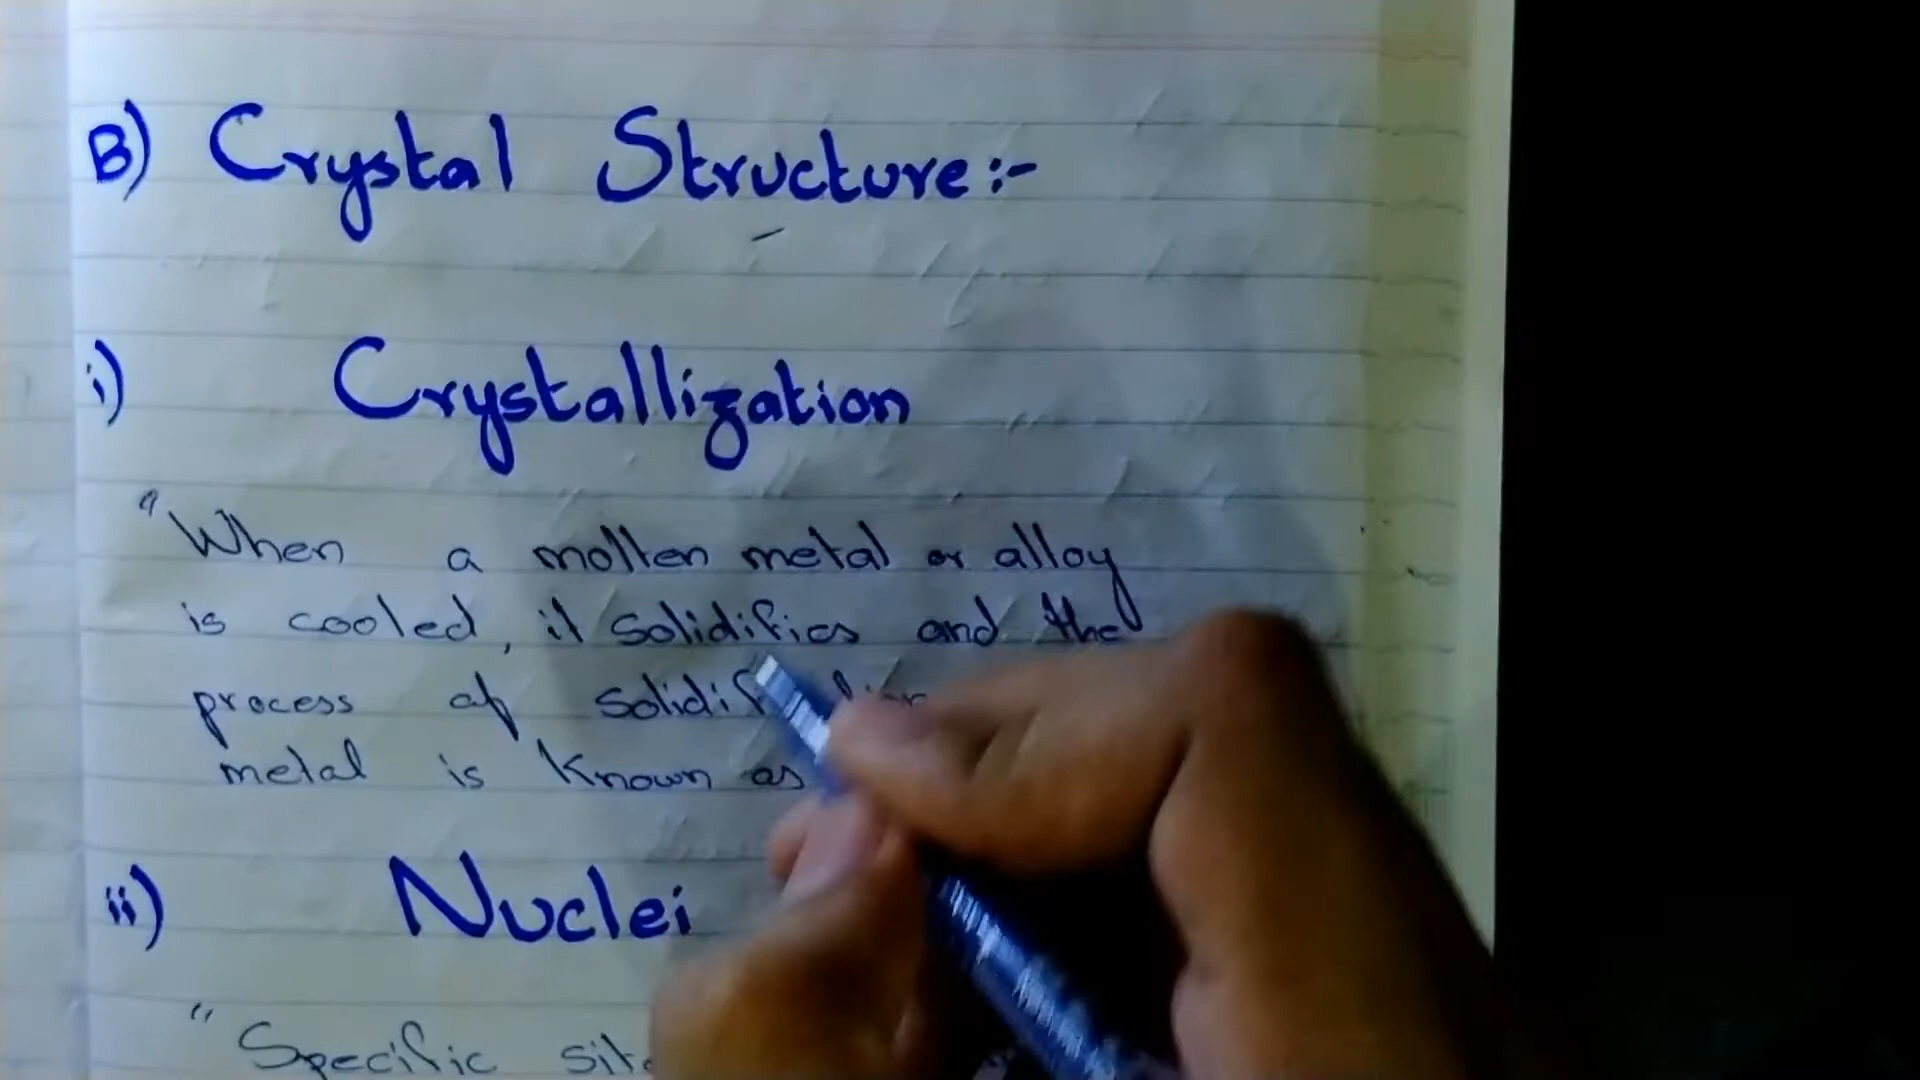 B) Crystal Structure:-
i) Crystallization
"When a molten metal or alloy
is cooled, it solidifies and the
process of
metal is known as
ii) Nuclei
"Specific